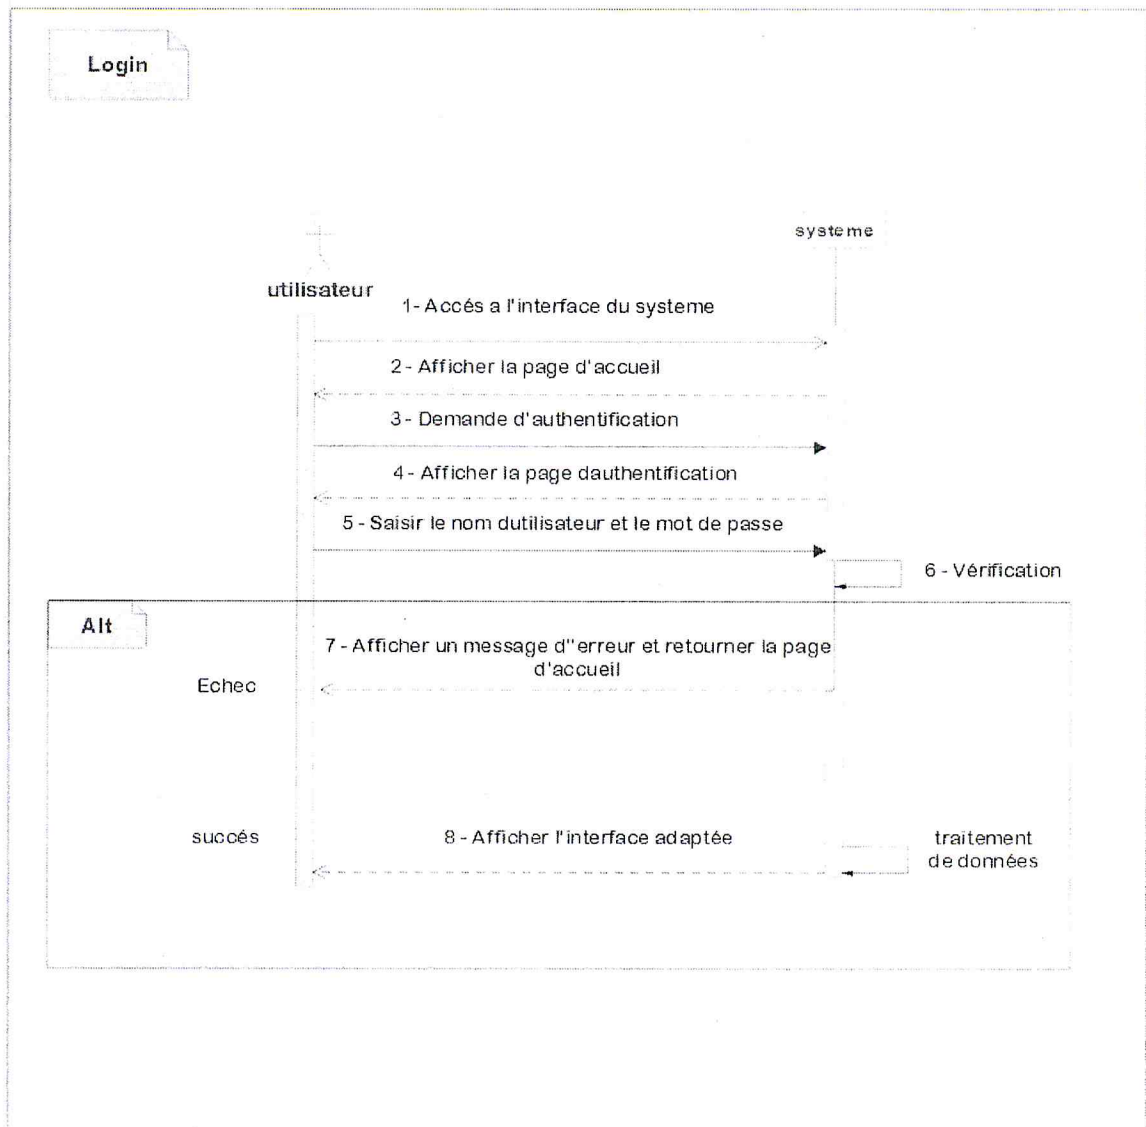 Login
systeme
utilisateur
1- Accés a l'interface du systeme
2- Afficher la page d'accueil
3- Demande d'authentification
4- Afficher la page dauthentification
5 - Saisir le nom dutilisateur et le mot de passe
6 - Vérification
Alt
7 - Afficher un message d''erreur et retourner la page
d'accueil
Echec
succés
8 - Afficher l'interface adaptée
traitement
de données